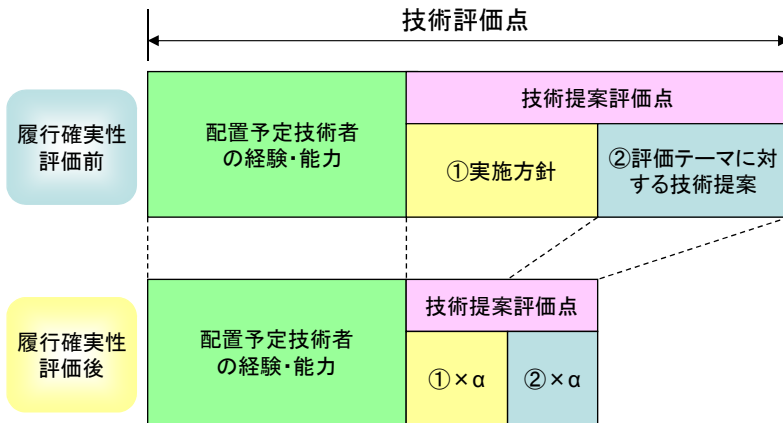 技術評価点
履行確実性
評価前
配置予定技術者
の経験・能力
技術提案評価点
①実施方針
②評価テーマに対
する技術提案
履行確実性
評価後
配置予定技術者
の経験・能力
技術提案評価点
①×α
②×α